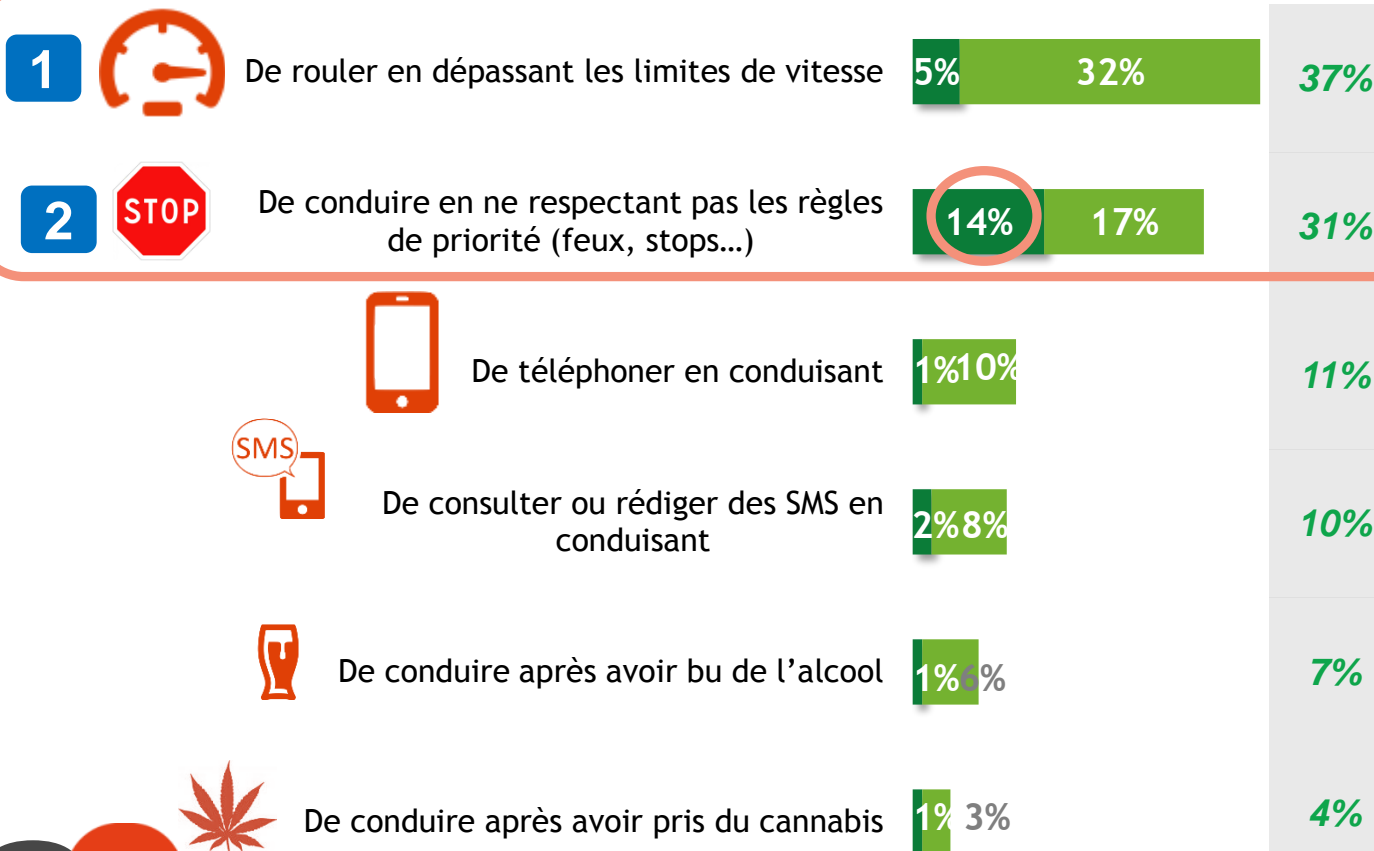 1
De rouler en dépassant les limites de vitesse
5%
32%
37%
2
STOP
De conduire en ne respectant pas les règles
de priorité (feux, stops…)
14%
17%
31%
De téléphoner en conduisant
1%
10%
11%
SMS
De consulter ou rédiger des SMS en
conduisant
2%
8%
10%
De conduire après avoir bu de l’alcool
1%
6%
7%
De conduire après avoir pris du cannabis
1%
3%
4%